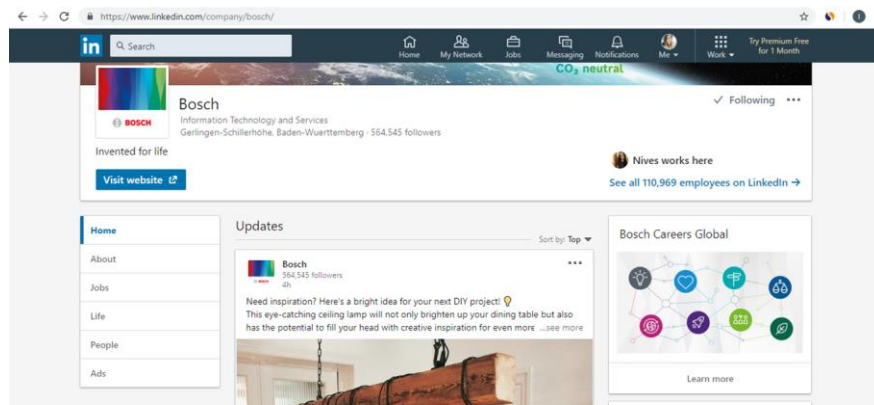 https://www.linkedin.com/company/bosch/
in
Search
Home
My Network
Jobs
Messaging
Notifications
Me
Work
Try Premium Free
for 1 Month
CO₂ neutral
BOSCH
Bosch
Information Technology and Services
Gerlingen-Schillerhöhe, Baden-Wuerttemberg · 564,545 followers
Following
Invented for life
Visit website
Nives works here
See all 110,969 employees on LinkedIn →
Home
About
Jobs
Life
People
Ads
Updates
Sort by: Top
Bosch
564,545 followers
4h
Need inspiration? Here's a bright idea for your next DIY project!
This eye-catching ceiling lamp will not only brighten up your dining table but also
has the potential to fill your head with creative inspiration for even more ...see more
Bosch Careers Global
Learn more